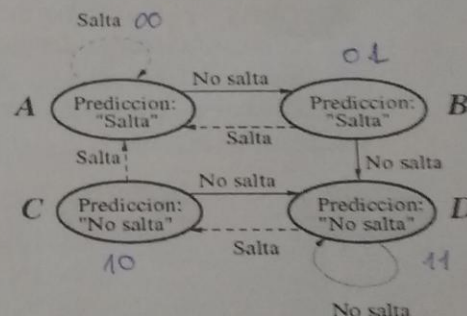 Salta 00
01
No salta
A
Prediccion:
"Salta"
Prediccion:
"Salta"
B
Salta
Salta
No salta
No salta
C
Prediccion:
"No salta"
Prediccion:
"No salta"
D
Salta
10
11
No salta